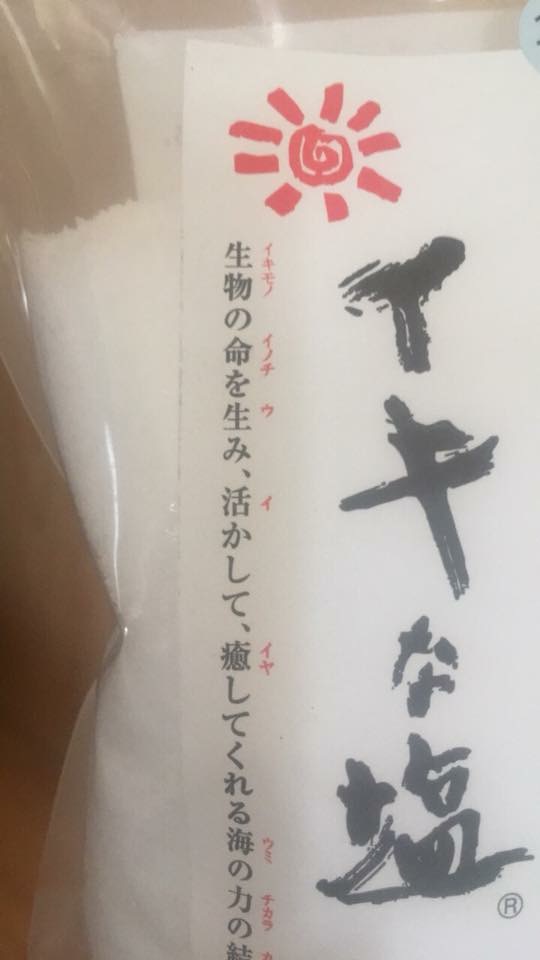 イキな塩
®
イキモノ イノチ ウ イ イヤ ウミ チカラ
生物の命を生み、活かして、癒してくれる海の力の結